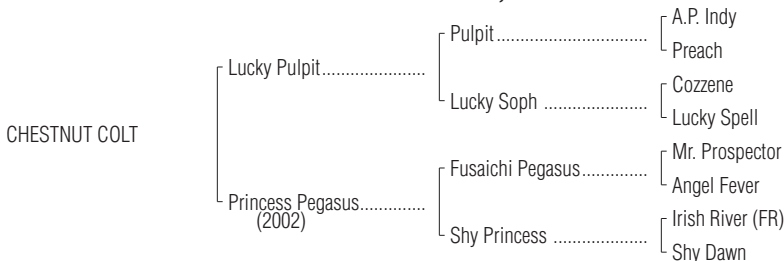 A.P. Indy
Pulpit
Preach
Lucky Pulpit
Cozzene
Lucky Soph
Lucky Spell
CHESTNUT COLT
Mr. Prospector
Fusaichi Pegasus
Angel Fever
Princess Pegasus
(2002)
Irish River (FR)
Shy Princess
Shy Dawn